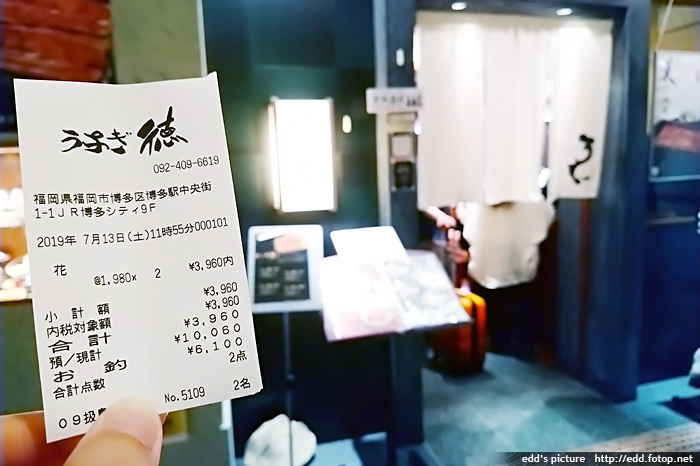 うなぎ 徳
092-409-6619
福岡県福岡市博多区博多駅中央街
1-1JR博多シティ9F
2019年 7月13日(土)11時55分000101
花
@1,980x 2 ¥3,960内
小計額 ¥3,960
内税対象額 ¥3,960
合計 ¥3,960
預/現計 ¥10,060
お釣 ¥6,100
合計点数 2点
No.5109 2名
09扱
edd's picture http://edd.fotop.net